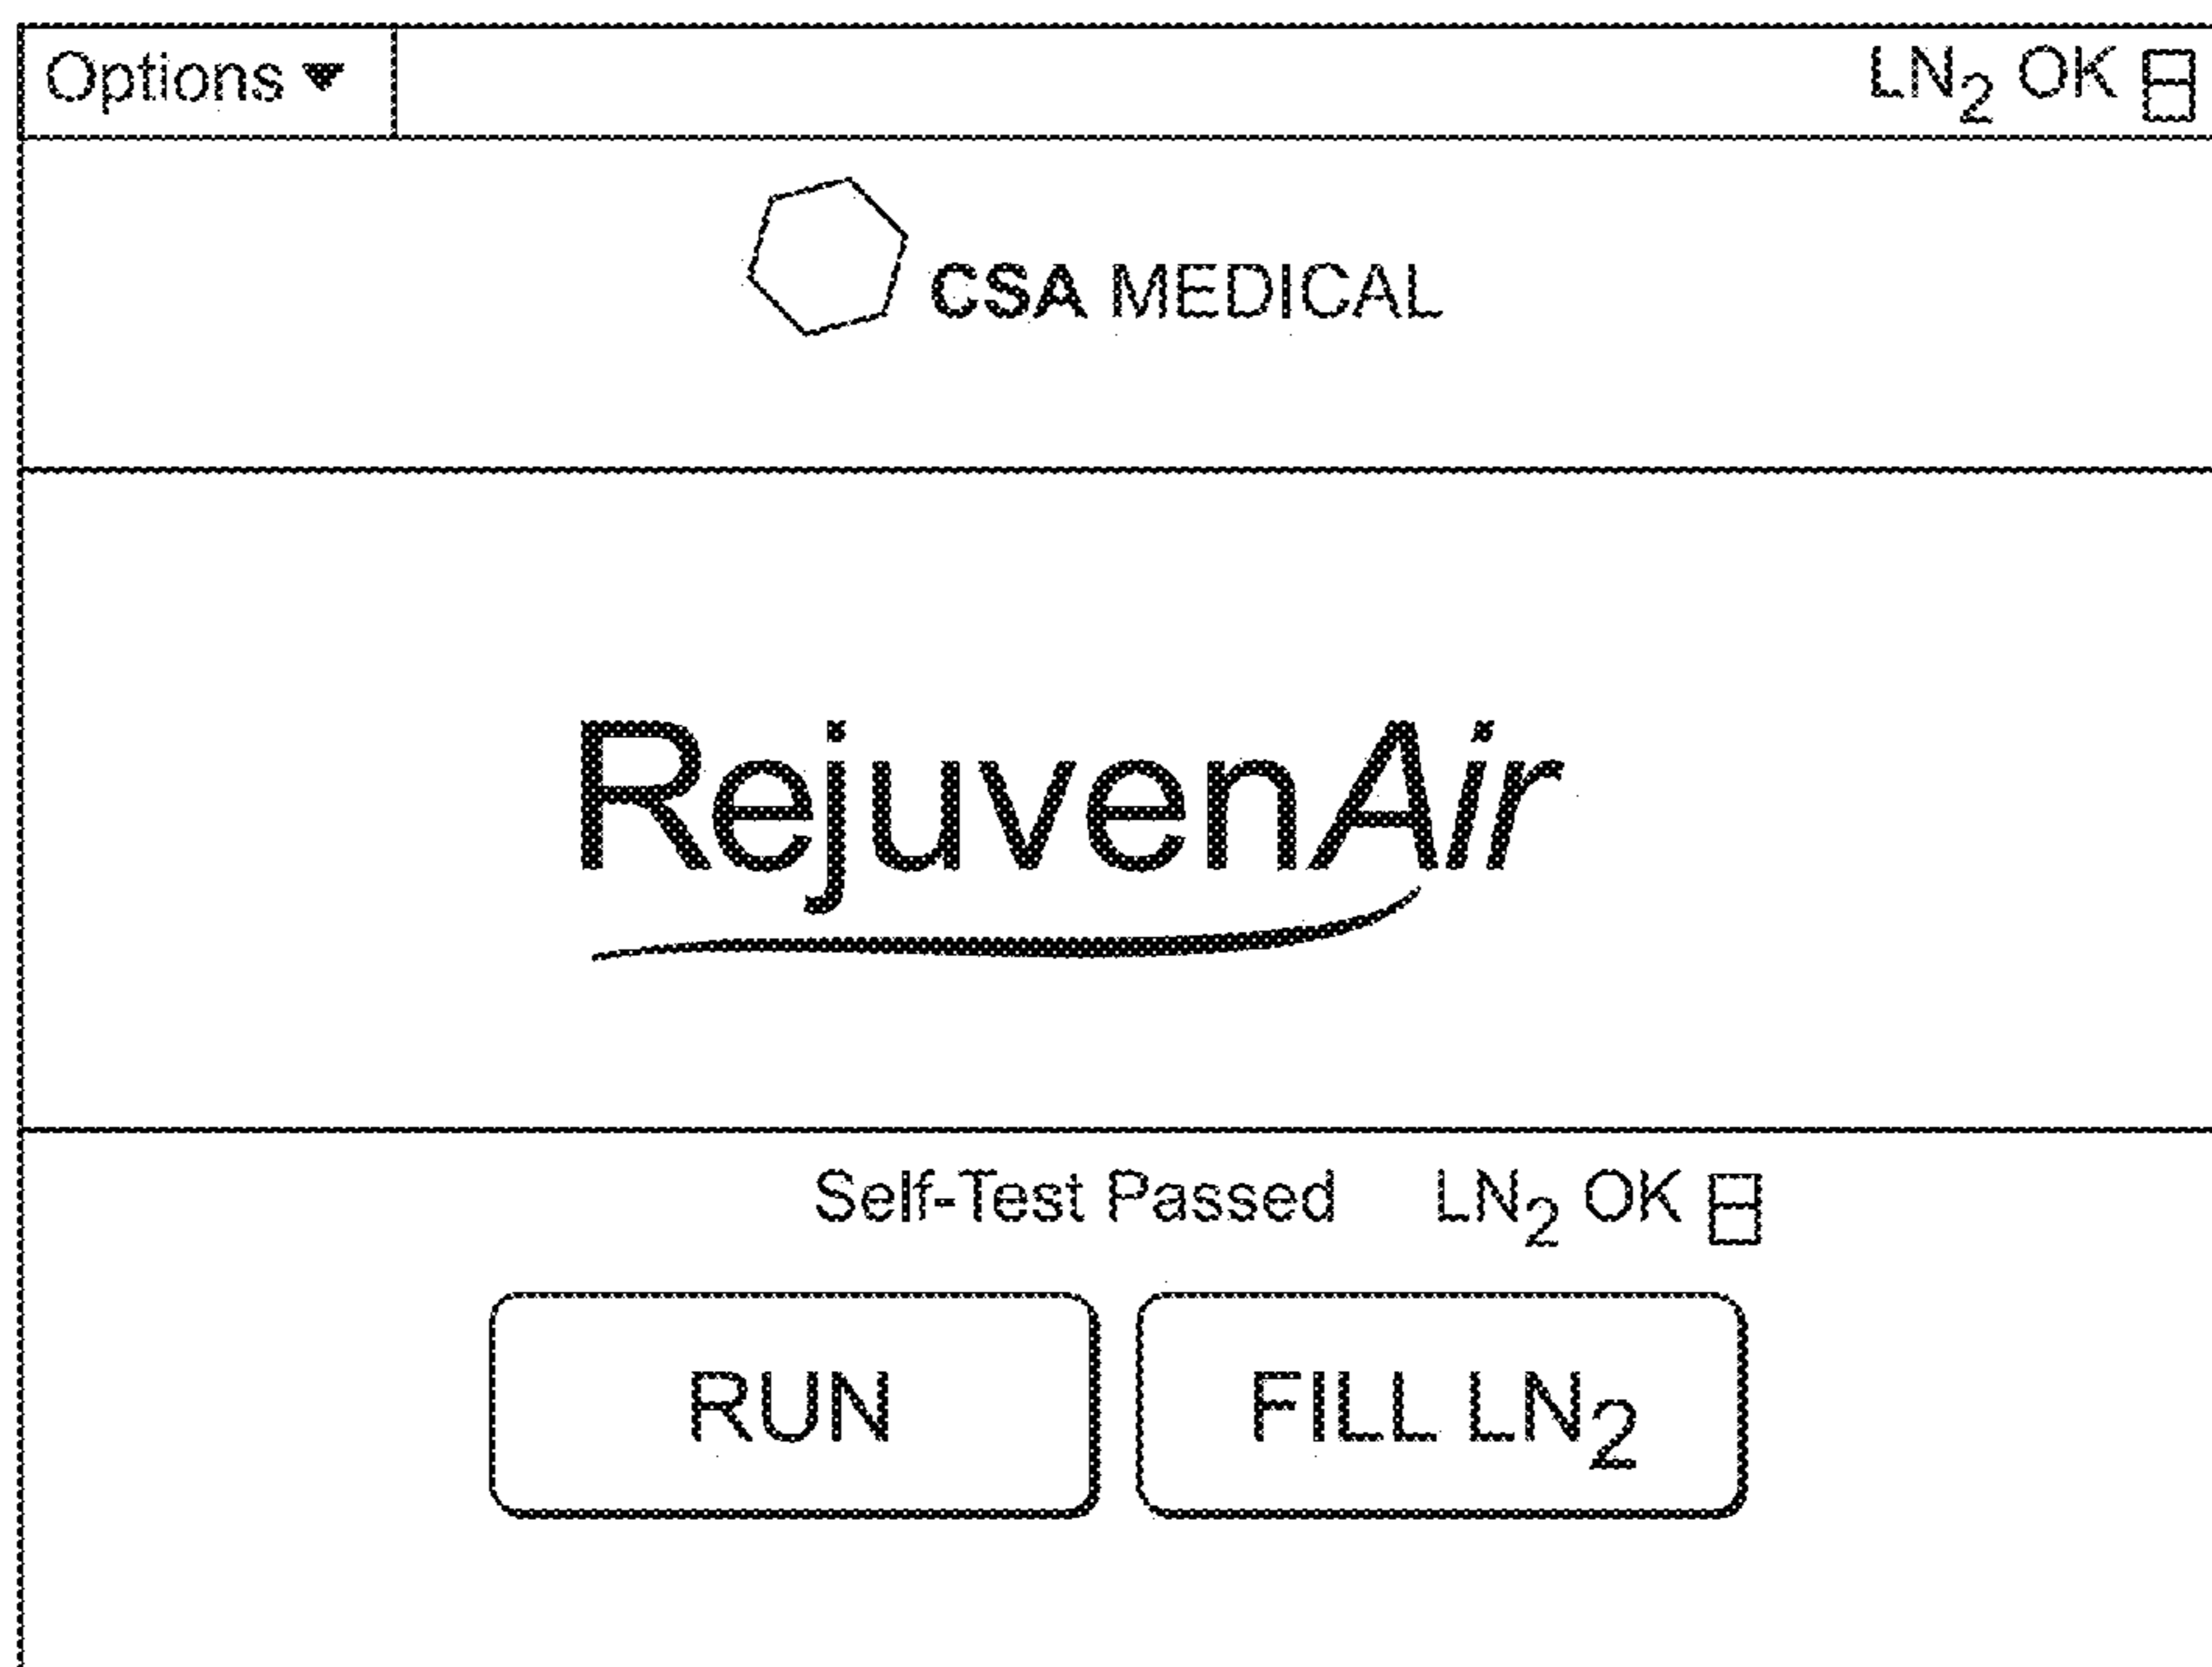 Options ▼ LN₂ OK
CSA MEDICAL
RejuvenAir
Self-Test Passed LN₂ OK
RUN FILL LN₂